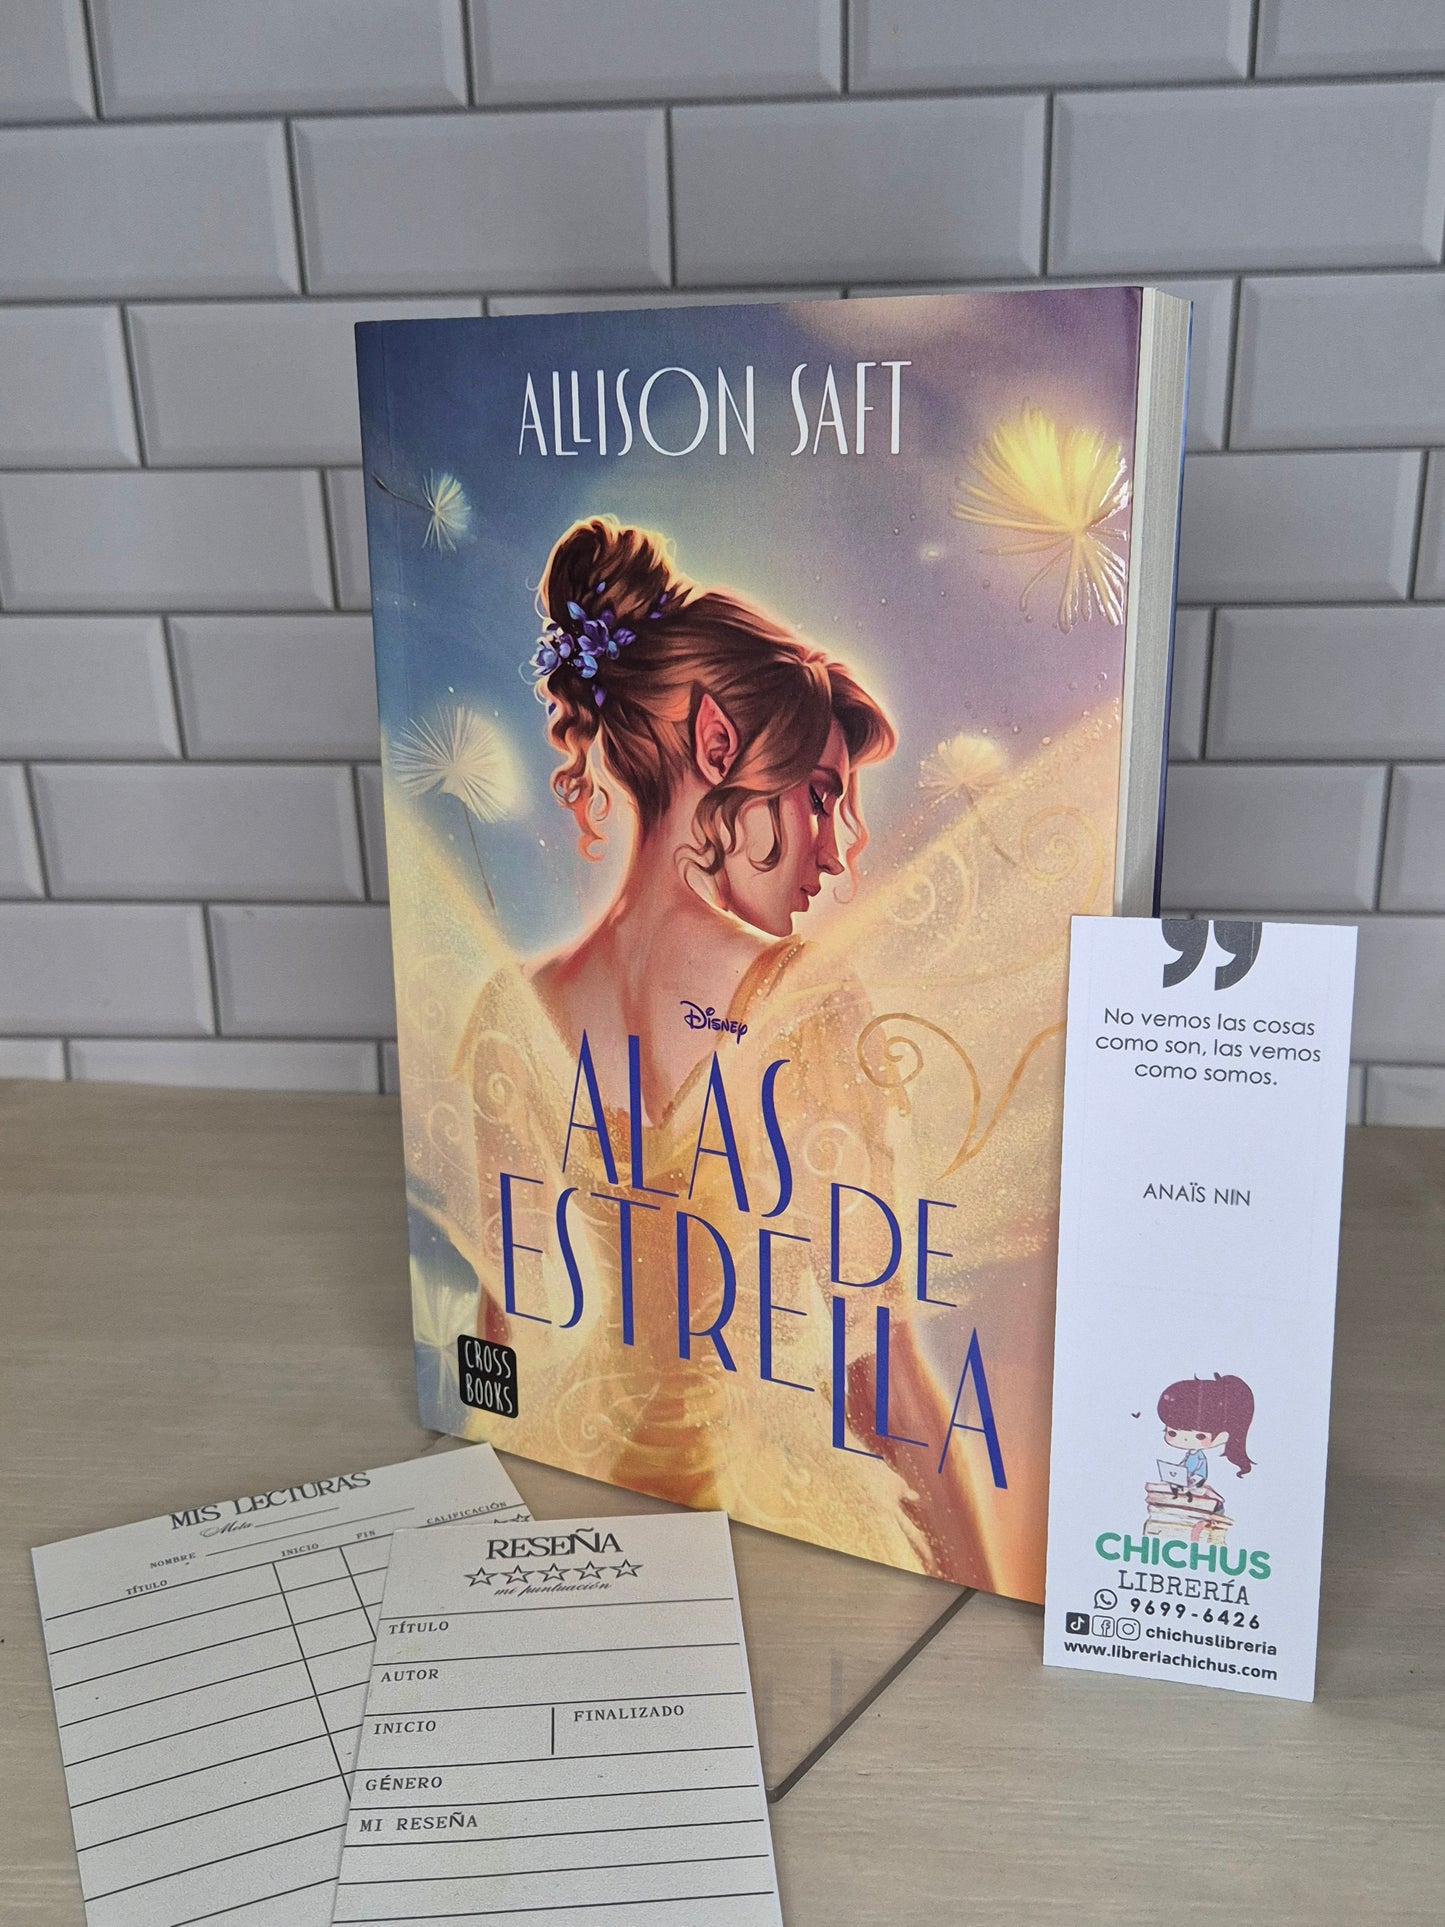 ALLISON SAFT
Disney
ALAS
DE
ESTRELLA
CROSS
BOOKS
”
No vemos las cosas
como son, las vemos
como somos.
ANAÏS NIN
CHICHUS
LIBRERÍA
9699-6426
chichuslibreria
www.libreriachichus.com
MIS LECTURAS
Meta
NOMBRE
TÍTULO
INICIO
FIN
CALIFICACIÓN
RESEÑA
mi puntuación
TÍTULO
AUTOR
INICIO
FINALIZADO
GÉNERO
MI RESEÑA